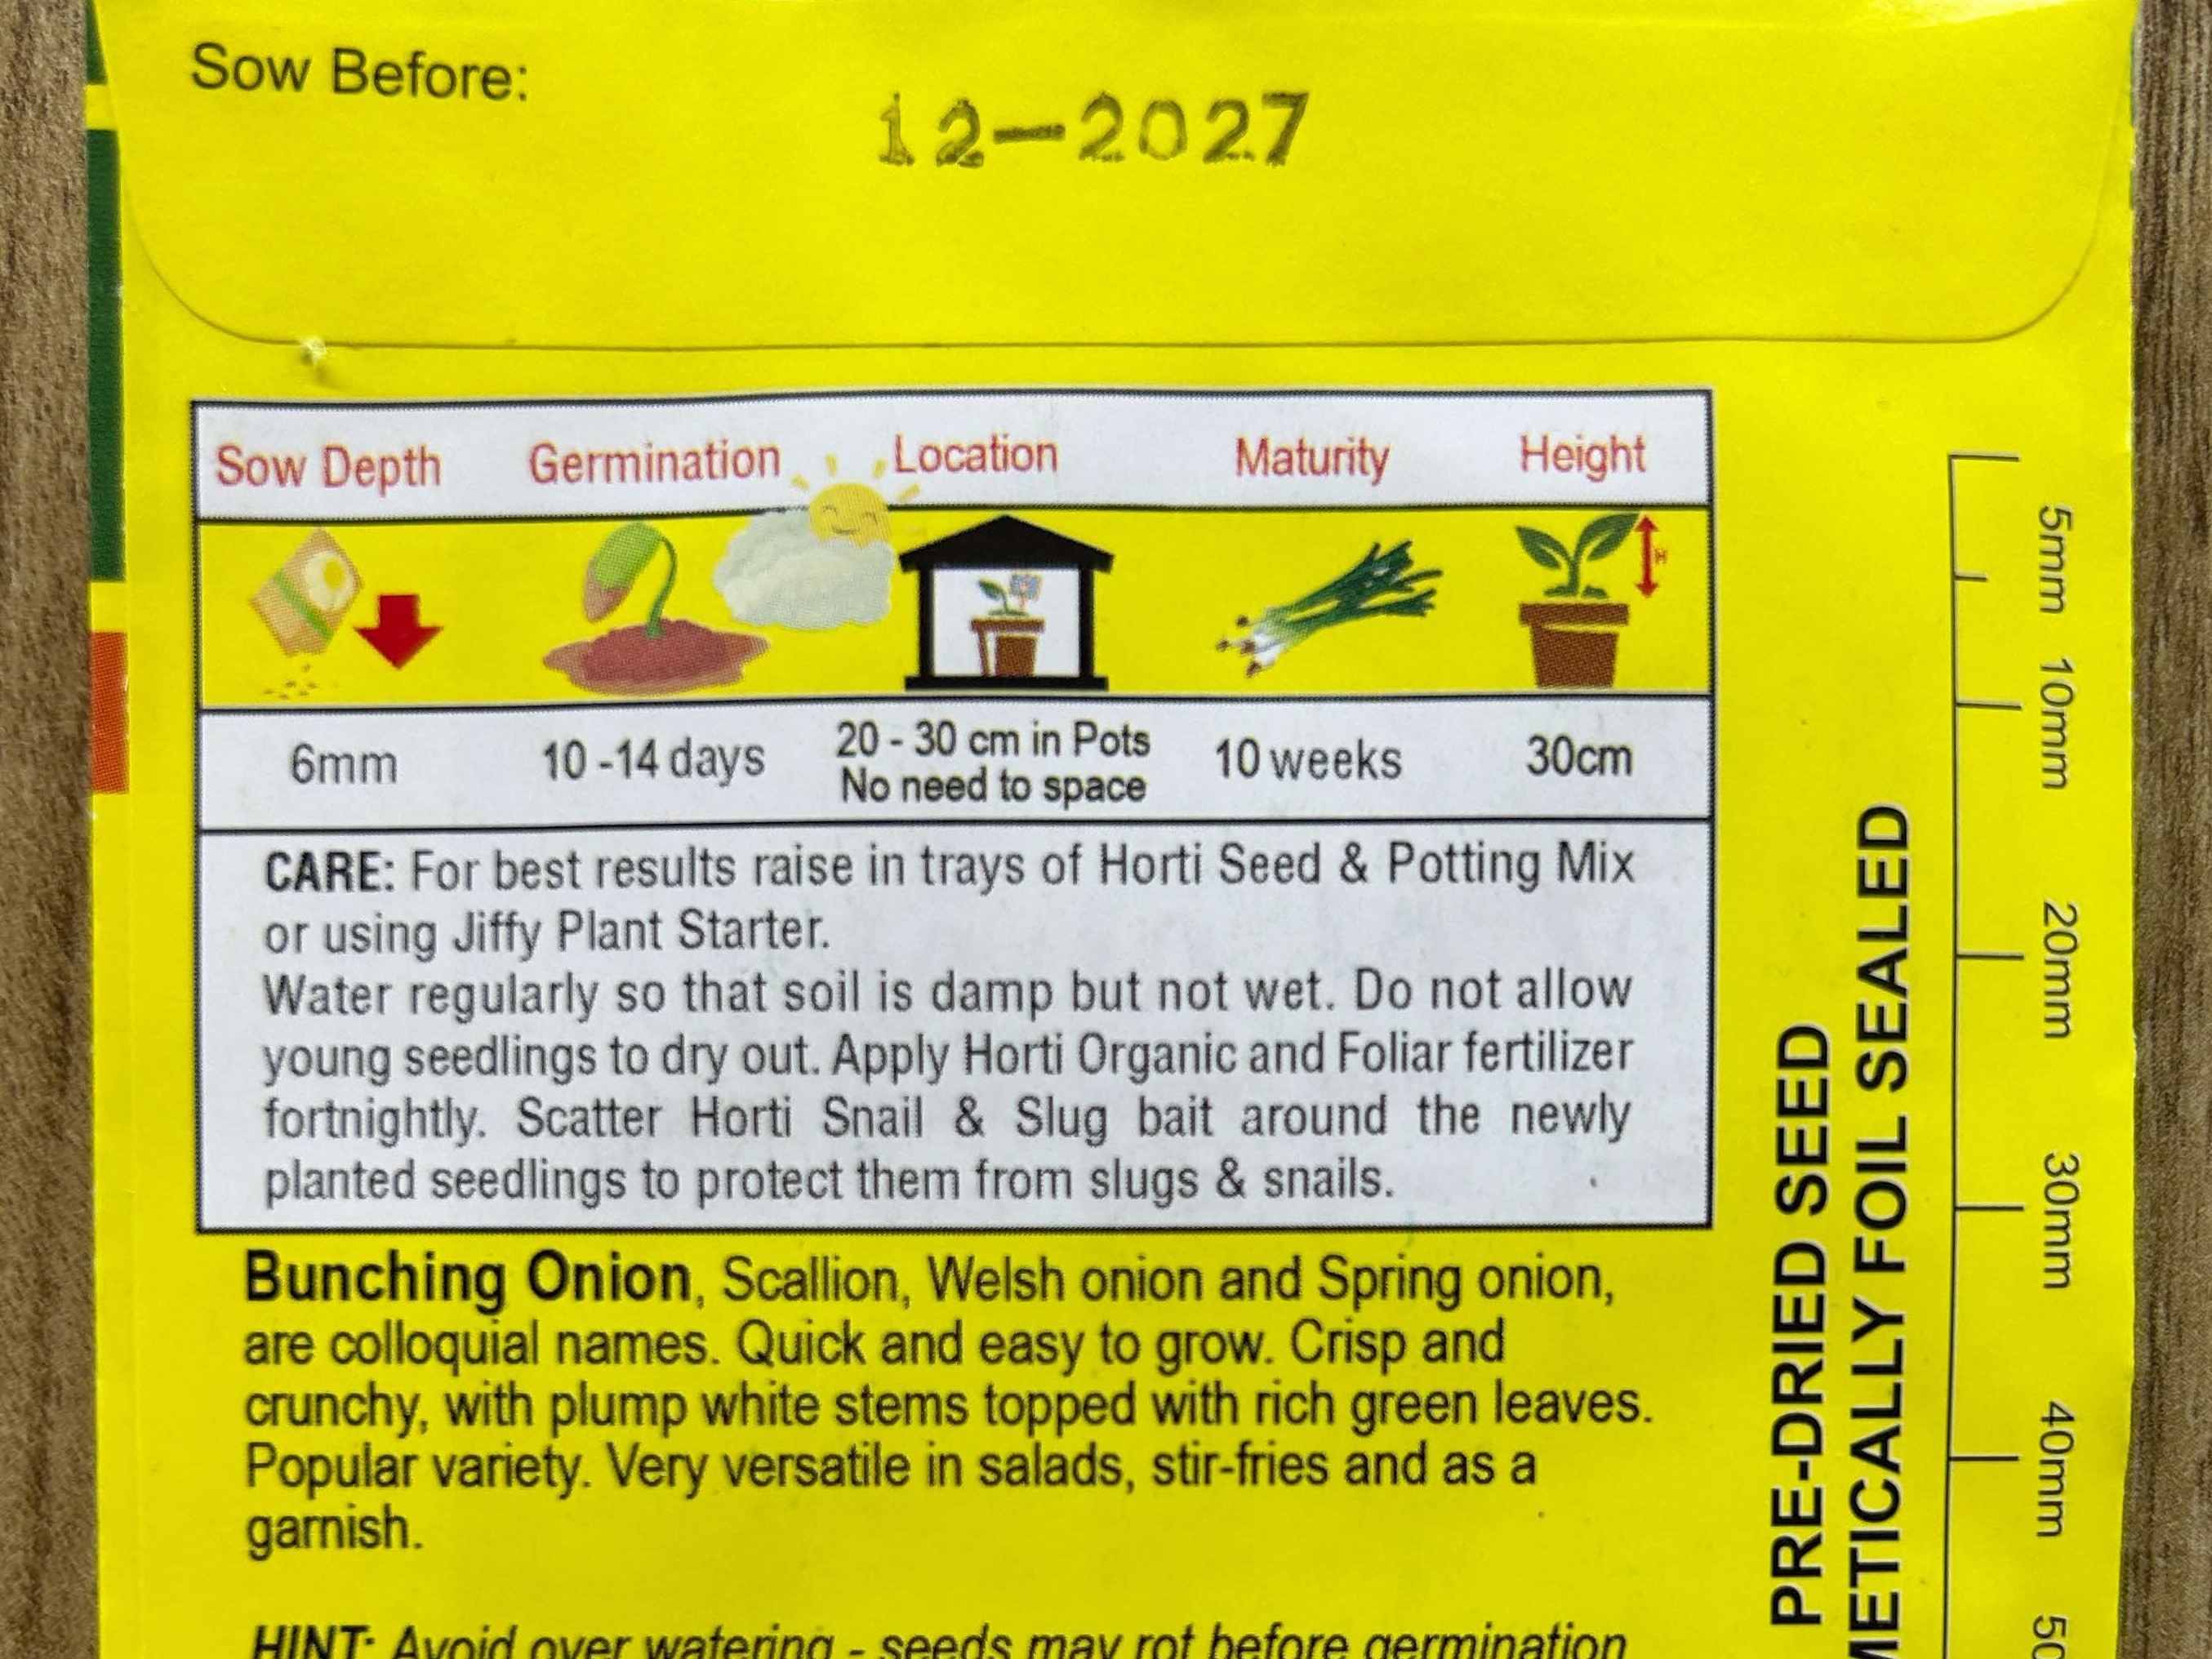 Sow Before:
12-2027
Sow Depth Germination Location Maturity Height
H
6mm 10 -14 days 20 - 30 cm in Pots 10 weeks 30cm
No need to space
CARE: For best results raise in trays of Horti Seed & Potting Mix
or using Jiffy Plant Starter.
Water regularly so that soil is damp but not wet. Do not allow
young seedlings to dry out. Apply Horti Organic and Foliar fertilizer
fortnightly. Scatter Horti Snail & Slug bait around the newly
planted seedlings to protect them from slugs & snails.
Bunching Onion, Scallion, Welsh onion and Spring onion,
are colloquial names. Quick and easy to grow. Crisp and
crunchy, with plump white stems topped with rich green leaves.
Popular variety. Very versatile in salads, stir-fries and as a
garnish.
HINT: Avoid over watering - seeds may rot before germination
PRE-DRIED SEED
METICALLY FOIL SEALED
5mm
10mm
20mm
30mm
40mm
50